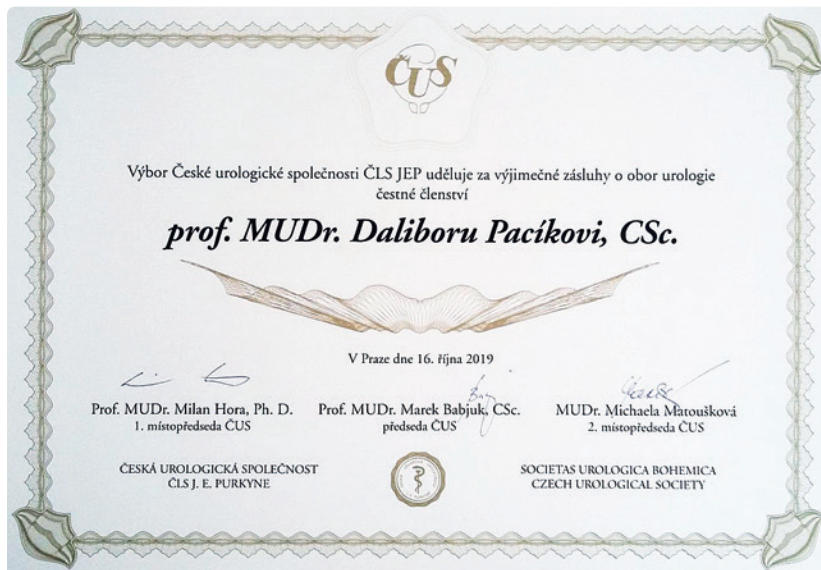 ČUS
Výbor České urologické společnosti ČLS JEP uděluje za výjimečné zásluhy o obor urologie
čestné členství
prof. MUDr. Daliboru Pacíkovi, CSc.
V Praze dne 16. října 2019
Prof. MUDr. Milan Hora, Ph. D.
1. místopředseda ČUS
Prof. MUDr. Marek Babjuk, CSc.
předseda ČUS
MUDr. Michaela Matoušková
2. místopředseda ČUS
ČESKÁ UROLOGICKÁ SPOLEČNOST
ČLS J. E. PURKYNE
SOCIETAS UROLOGICA BOHEMICA
CZECH UROLOGICAL SOCIETY